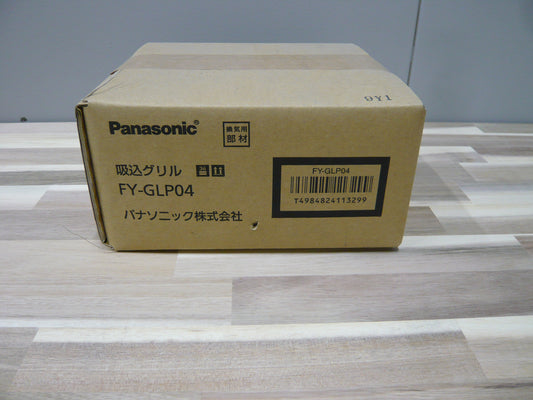 Panasonic®
換気用
部材
吸込グリル
FY-GLP04
パナソニック株式会社
FY-GLP04
T4984824113299
9Y1